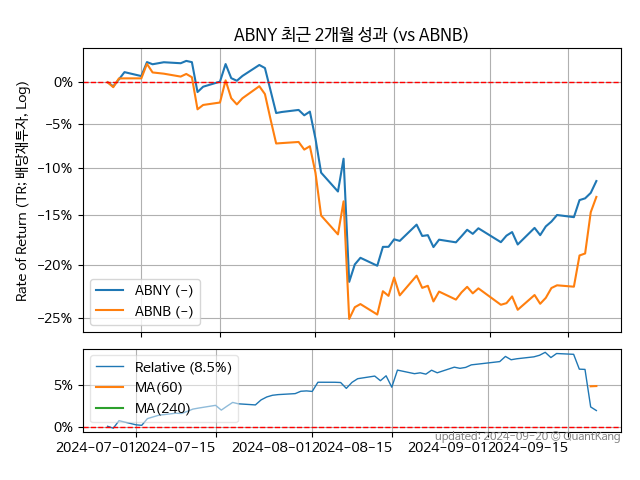 ABNY 최근 2개월 성과 (vs ABNB)
Rate of Return (TR; 배당재투자, Log)
0%
−5%
−10%
−15%
−20%
−25%
ABNY (-)
ABNB (-)
5%
0%
Relative (8.5%)
MA(60)
MA(240)
2024-07-01 2024-07-15 2024-08-01 2024-08-15 2024-09-01 2024-09-15
updated: 2024-09-20 © QuantKang